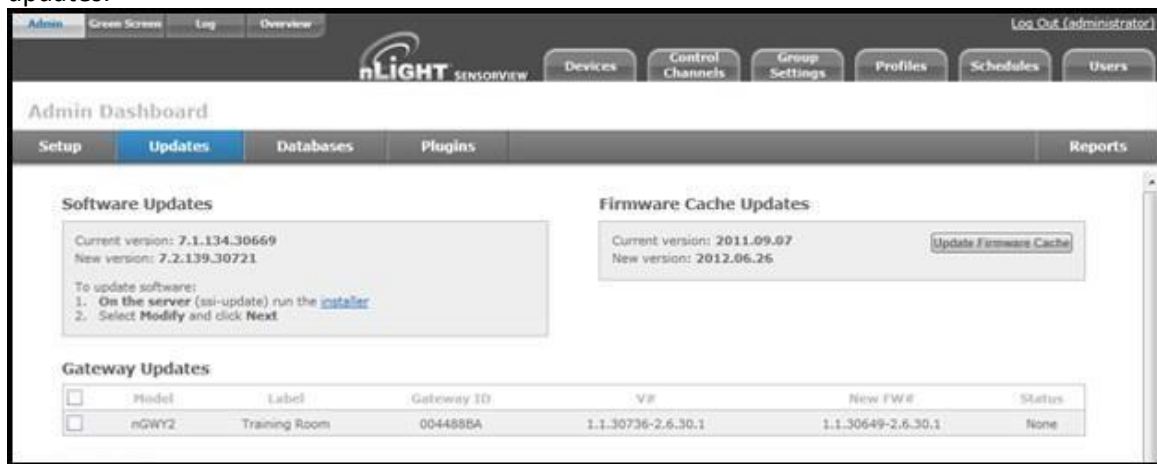 updates.
Admin Green Screen Log Overview Log Out (administrator)
nLIGHT SENSORVIEW Devices Control Channels Group Settings Profiles Schedules Users
Admin Dashboard
Setup Updates Databases Plugins Reports
Software Updates Firmware Cache Updates
Current version: 7.1.134.30669 Current version: 2011.09.07 Update Firmware Cache
New version: 7.2.139.30721 New version: 2012.06.26
To update software:
1. On the server (ssi-update) run the installer
2. Select Modify and click Next
Gateway Updates
Model Label Gateway ID V# New FW# Status
nGWY2 Training Room 004488BA 1.1.30736-2.6.30.1 1.1.30649-2.6.30.1 None